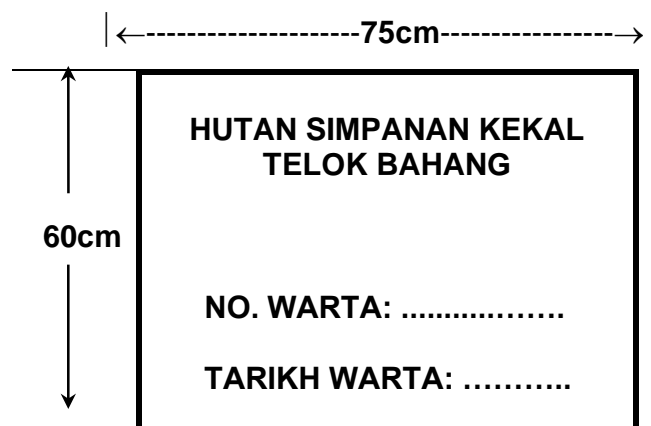 75cm
HUTAN SIMPANAN KEKAL
TELOK BAHANG
60cm
NO. WARTA: ..................
TARIKH WARTA: ...........